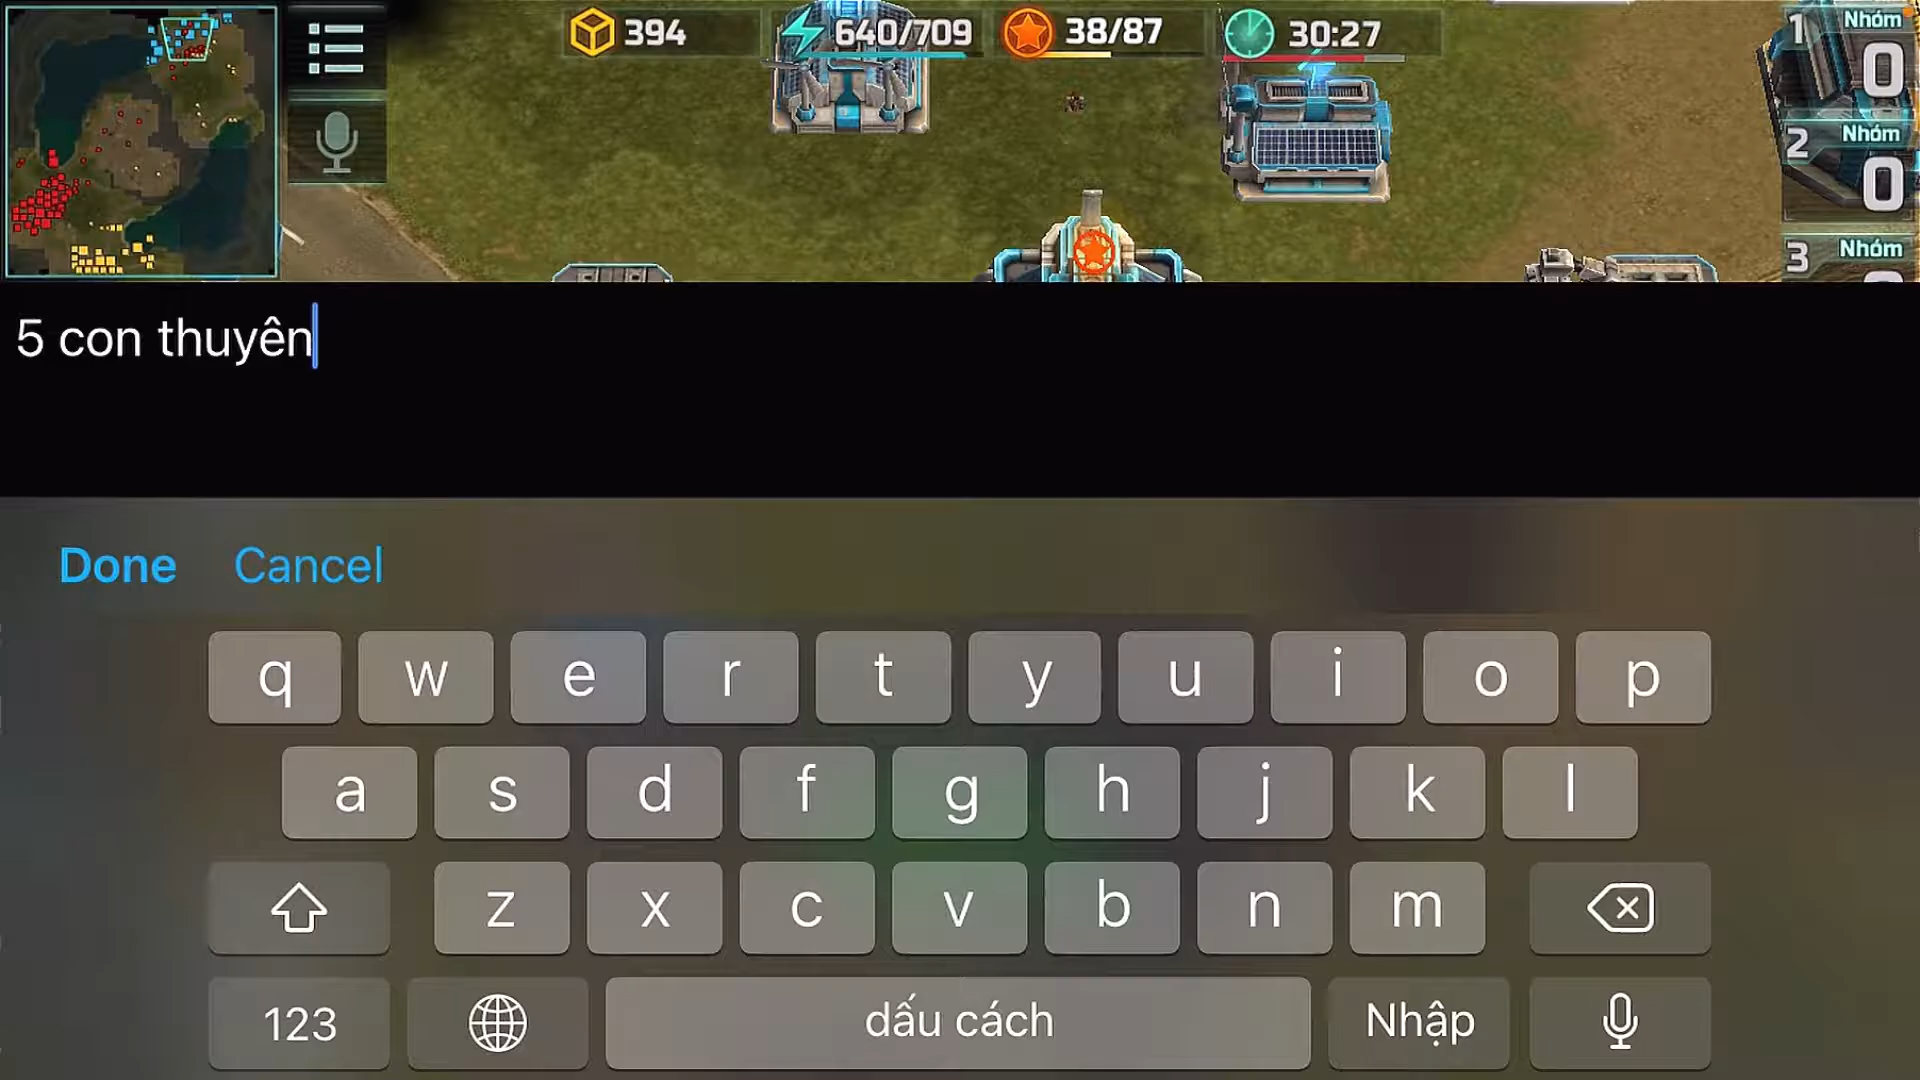 394
640/709
38/87
30:27
1 Nhóm
0
2 Nhóm
0
3 Nhóm
5 con thuyên
Done Cancel
q w e r t y u i o p
a s d f g h j k l
z x c v b n m
123 dấu cách Nhập